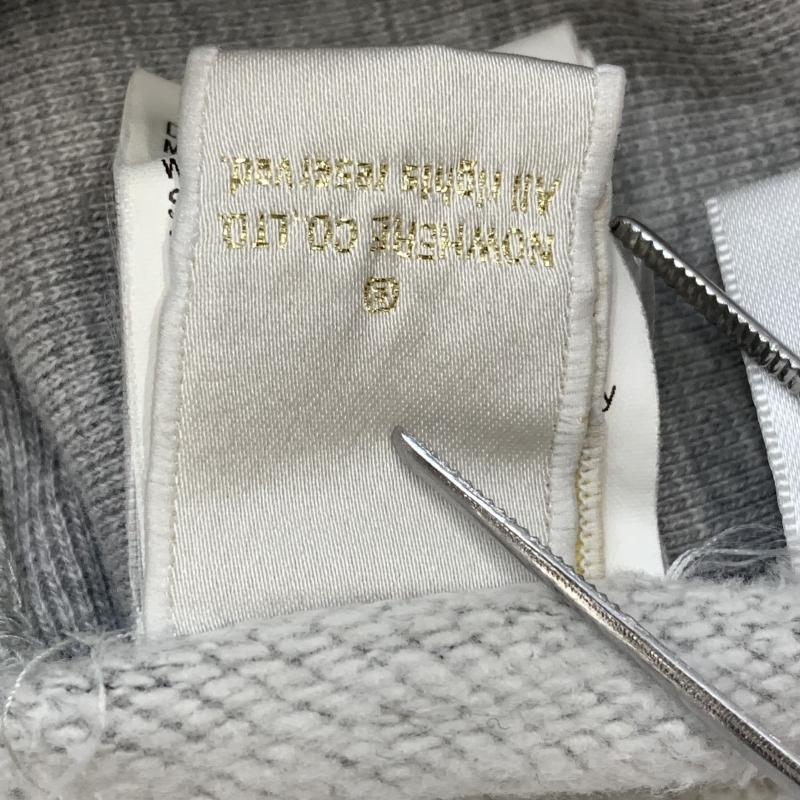 ®
NOWHERE CO.,LTD.
All rights reserved.
y